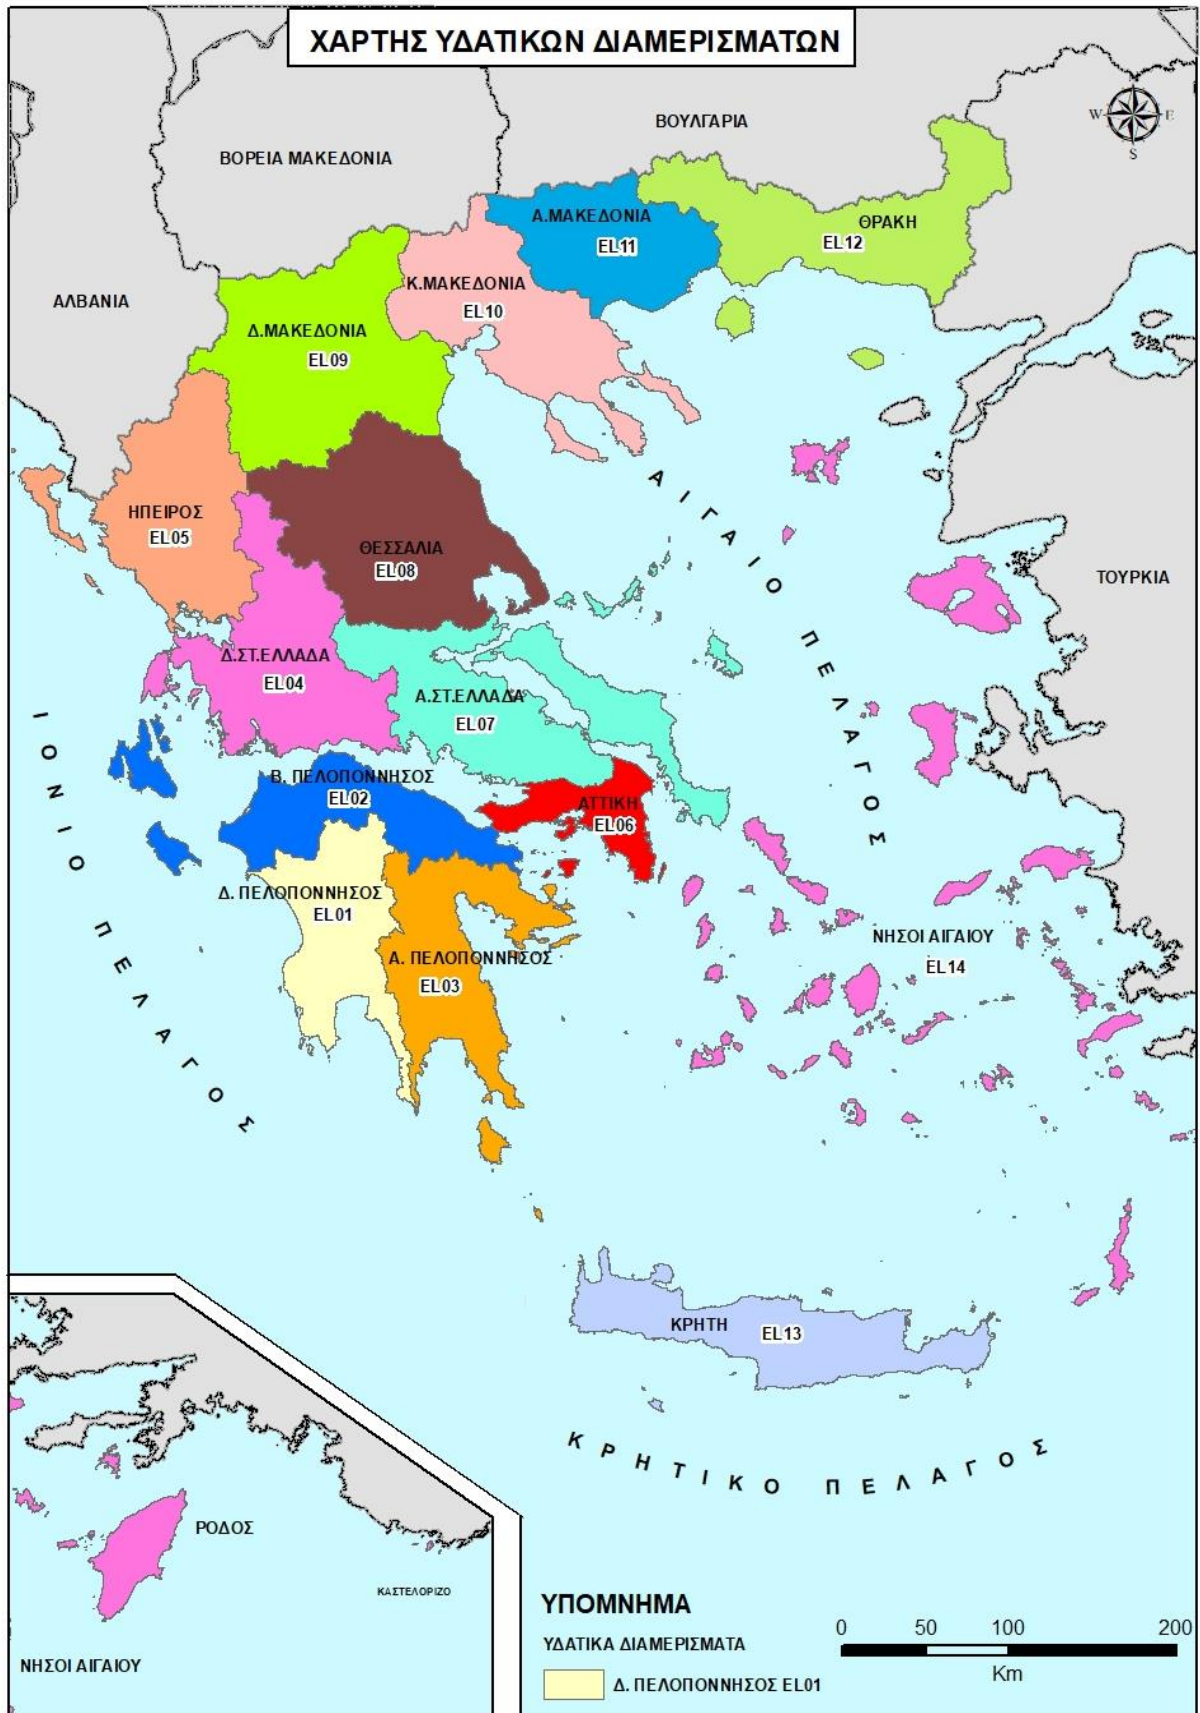 ΧΑΡΤΗΣ ΥΔΑΤΙΚΩΝ ΔΙΑΜΕΡΙΣΜΑΤΩΝ
W E
S
ΒΟΥΛΓΑΡΙΑ
ΒΟΡΕΙΑ ΜΑΚΕΔΟΝΙΑ
Α.ΜΑΚΕΔΟΝΙΑ
EL11
ΘΡΑΚΗ
EL12
Κ.ΜΑΚΕΔΟΝΙΑ
EL10
ΑΛΒΑΝΙΑ
Δ.ΜΑΚΕΔΟΝΙΑ
EL09
ΗΠΕΙΡΟΣ
EL05
ΘΕΣΣΑΛΙΑ
EL08
ΑΙΓΑΙΟ ΠΕΛΑΓΟΣ
ΤΟΥΡΚΙΑ
Δ.ΣΤ.ΕΛΛΑΔΑ
EL04
Α.ΣΤ.ΕΛΛΑΔΑ
EL07
ΙΟΝΙΟ ΠΕΛΑΓΟΣ
Β. ΠΕΛΟΠΟΝΝΗΣΟΣ
EL02
ΑΤΤΙΚΗ
EL06
Δ. ΠΕΛΟΠΟΝΝΗΣΟΣ
EL01
Α. ΠΕΛΟΠΟΝΝΗΣΟΣ
EL03
ΝΗΣΟΙ ΑΙΓΑΙΟΥ
EL14
ΚΡΗΤΗ EL13
ΚΡΗΤΙΚΟ ΠΕΛΑΓΟΣ
ΡΟΔΟΣ
ΚΑΣΤΕΛΟΡΙΖΟ
ΝΗΣΟΙ ΑΙΓΑΙΟΥ
ΥΠΟΜΝΗΜΑ
ΥΔΑΤΙΚΑ ΔΙΑΜΕΡΙΣΜΑΤΑ
Δ. ΠΕΛΟΠΟΝΝΗΣΟΣ EL01
0 50 100 200
Km